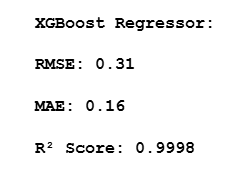 XGBoost Regressor:
RMSE: 0.31
MAE: 0.16
R² Score: 0.9998